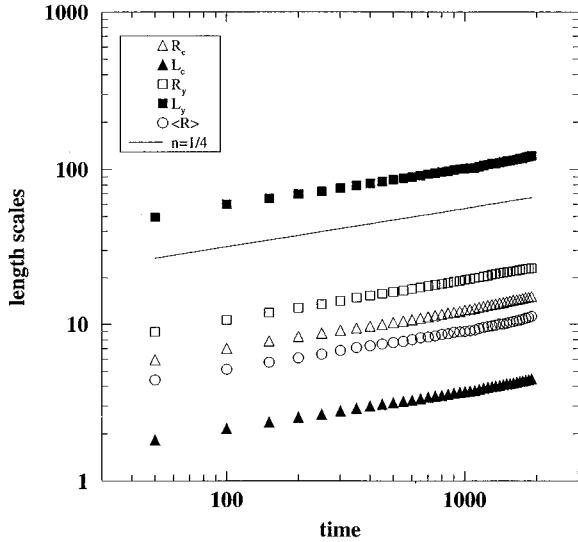 1000
R_c
L_c
R_y
L_y
<R>
n=1/4
100
length scales
10
1
100
1000
time